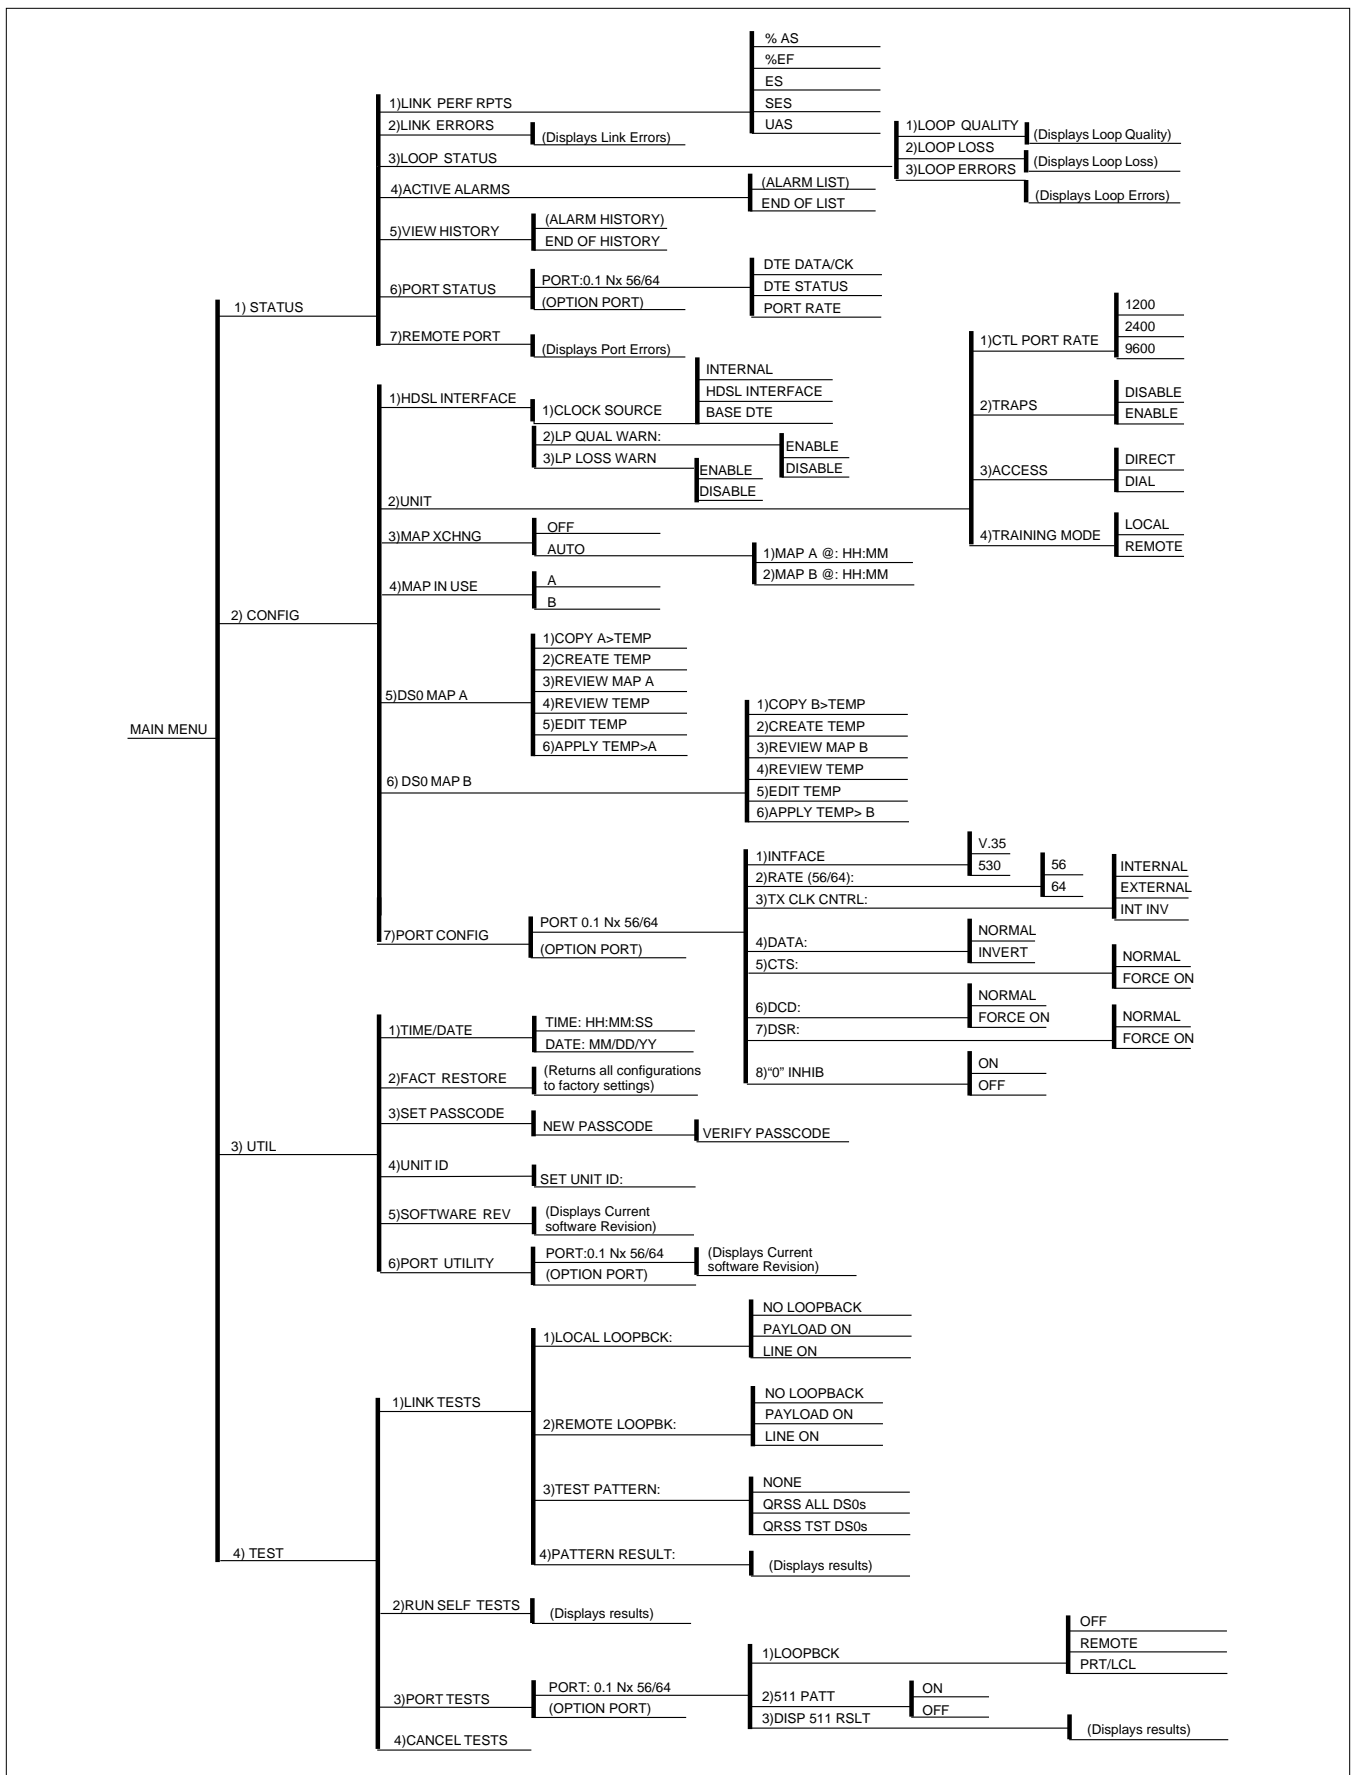 MAIN MENU
1) STATUS
1)LINK PERF RPTS
% AS
%EF
ES
SES
UAS
2)LINK ERRORS
(Displays Link Errors)
3)LOOP STATUS
1)LOOP QUALITY
(Displays Loop Quality)
2)LOOP LOSS
(Displays Loop Loss)
3)LOOP ERRORS
(Displays Loop Errors)
4)ACTIVE ALARMS
(ALARM LIST)
END OF LIST
5)VIEW HISTORY
(ALARM HISTORY)
END OF HISTORY
6)PORT STATUS
PORT:0.1 Nx 56/64
(OPTION PORT)
DTE DATA/CK
DTE STATUS
PORT RATE
7)REMOTE PORT
(Displays Port Errors)
2) CONFIG
1)HDSL INTERFACE
1)CLOCK SOURCE
INTERNAL
HDSL INTERFACE
BASE DTE
2)LP QUAL WARN:
ENABLE
DISABLE
3)LP LOSS WARN
ENABLE
DISABLE
2)UNIT
1)CTL PORT RATE
1200
2400
9600
2)TRAPS
DISABLE
ENABLE
3)ACCESS
DIRECT
DIAL
4)TRAINING MODE
LOCAL
REMOTE
3)MAP XCHNG
OFF
AUTO
1)MAP A @: HH:MM
2)MAP B @: HH:MM
4)MAP IN USE
A
B
5)DS0 MAP A
1)COPY A>TEMP
2)CREATE TEMP
3)REVIEW MAP A
4)REVIEW TEMP
5)EDIT TEMP
6)APPLY TEMP>A
6) DS0 MAP B
1)COPY B>TEMP
2)CREATE TEMP
3)REVIEW MAP B
4)REVIEW TEMP
5)EDIT TEMP
6)APPLY TEMP> B
7)PORT CONFIG
PORT 0.1 Nx 56/64
(OPTION PORT)
1)INTFACE
V.35
530
2)RATE (56/64):
56
64
3)TX CLK CNTRL:
INTERNAL
EXTERNAL
INT INV
4)DATA:
NORMAL
INVERT
5)CTS:
NORMAL
FORCE ON
6)DCD:
NORMAL
FORCE ON
7)DSR:
NORMAL
FORCE ON
8)“0” INHIB
ON
OFF
3) UTIL
1)TIME/DATE
TIME: HH:MM:SS
DATE: MM/DD/YY
2)FACT RESTORE
(Returns all configurations
to factory settings)
3)SET PASSCODE
NEW PASSCODE
VERIFY PASSCODE
4)UNIT ID
SET UNIT ID:
5)SOFTWARE REV
(Displays Current
software Revision)
6)PORT UTILITY
PORT:0.1 Nx 56/64
(OPTION PORT)
(Displays Current
software Revision)
4) TEST
1)LINK TESTS
1)LOCAL LOOPBCK:
NO LOOPBACK
PAYLOAD ON
LINE ON
2)REMOTE LOOPBK:
NO LOOPBACK
PAYLOAD ON
LINE ON
3)TEST PATTERN:
NONE
QRSS ALL DS0s
QRSS TST DS0s
4)PATTERN RESULT:
(Displays results)
2)RUN SELF TESTS
(Displays results)
3)PORT TESTS
PORT: 0.1 Nx 56/64
(OPTION PORT)
1)LOOPBCK
OFF
REMOTE
PRT/LCL
2)511 PATT
ON
OFF
3)DISP 511 RSLT
(Displays results)
4)CANCEL TESTS